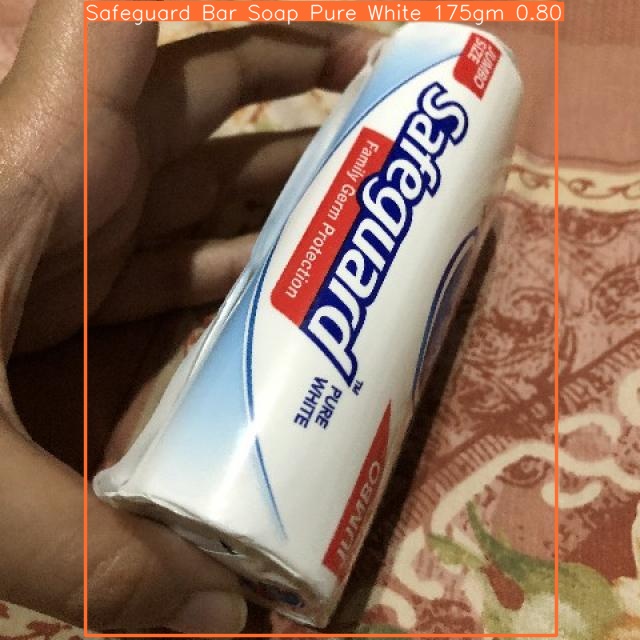 Safeguard Bar Soap Pure White 175gm 0.80
JUMBO
SIZE
Safeguard
Family Germ Protection
™
PURE
WHITE
JUMBO